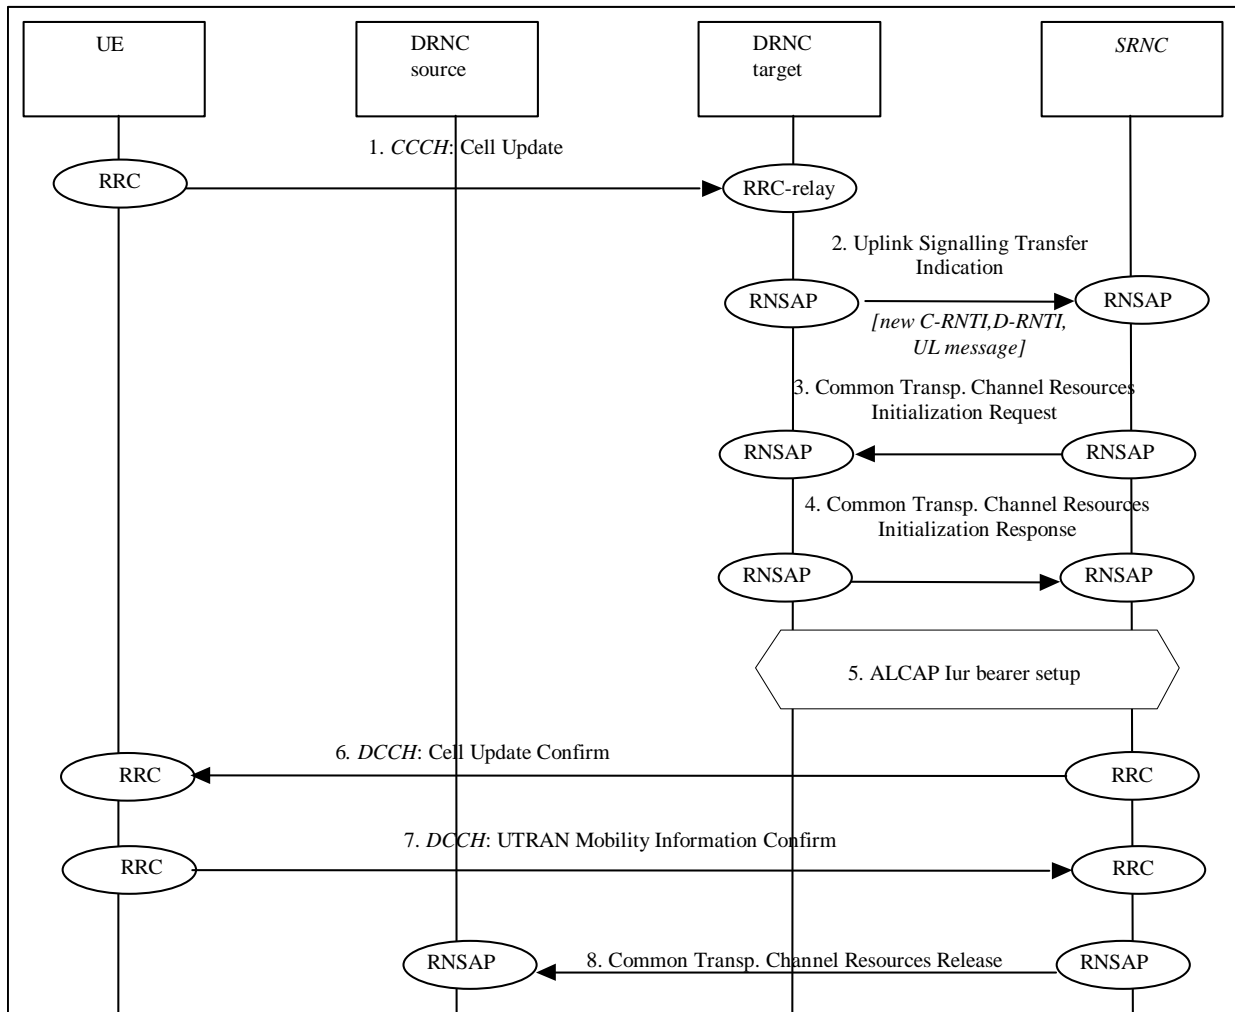 UE
DRNC
source
DRNC
target
SRNC
1. CCCH: Cell Update
RRC
RRC-relay
2. Uplink Signalling Transfer
Indication
RNSAP
RNSAP
[new C-RNTI,D-RNTI,
UL message]
3. Common Transp. Channel Resources
Initialization Request
RNSAP
RNSAP
4. Common Transp. Channel Resources
Initialization Response
RNSAP
RNSAP
5. ALCAP Iur bearer setup
6. DCCH: Cell Update Confirm
RRC
RRC
7. DCCH: UTRAN Mobility Information Confirm
RRC
RRC
RNSAP
8. Common Transp. Channel Resources Release
RNSAP